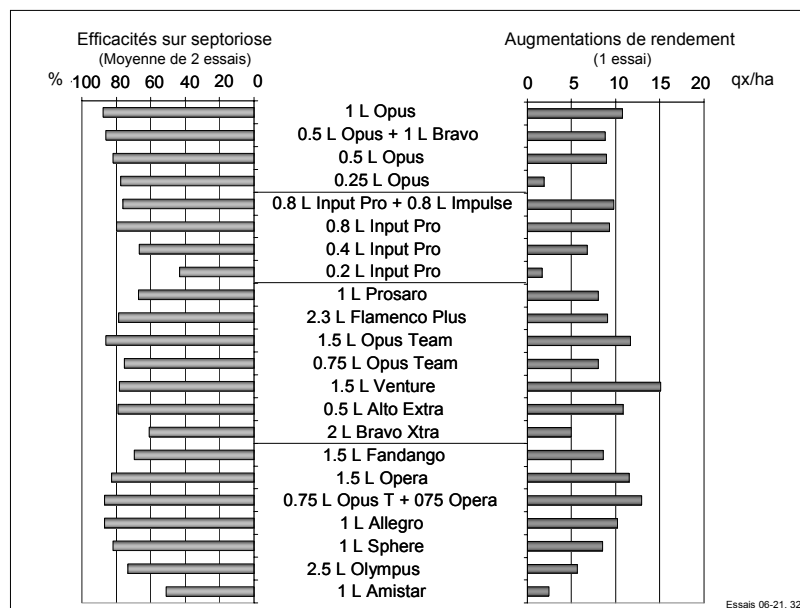 Efficacités sur septoriose
(Moyenne de 2 essais)
% 100 80 60 40 20 0
Augmentations de rendement
(1 essai)
0 5 10 15 20 qx/ha
1 L Opus
0.5 L Opus + 1 L Bravo
0.5 L Opus
0.25 L Opus
0.8 L Input Pro + 0.8 L Impulse
0.8 L Input Pro
0.4 L Input Pro
0.2 L Input Pro
1 L Prosaro
2.3 L Flamenco Plus
1.5 L Opus Team
0.75 L Opus Team
1.5 L Venture
0.5 L Alto Extra
2 L Bravo Xtra
1.5 L Fandango
1.5 L Opera
0.75 L Opus T + 075 Opera
1 L Allegro
1 L Sphere
2.5 L Olympus
1 L Amistar
Essais 06-21, 32